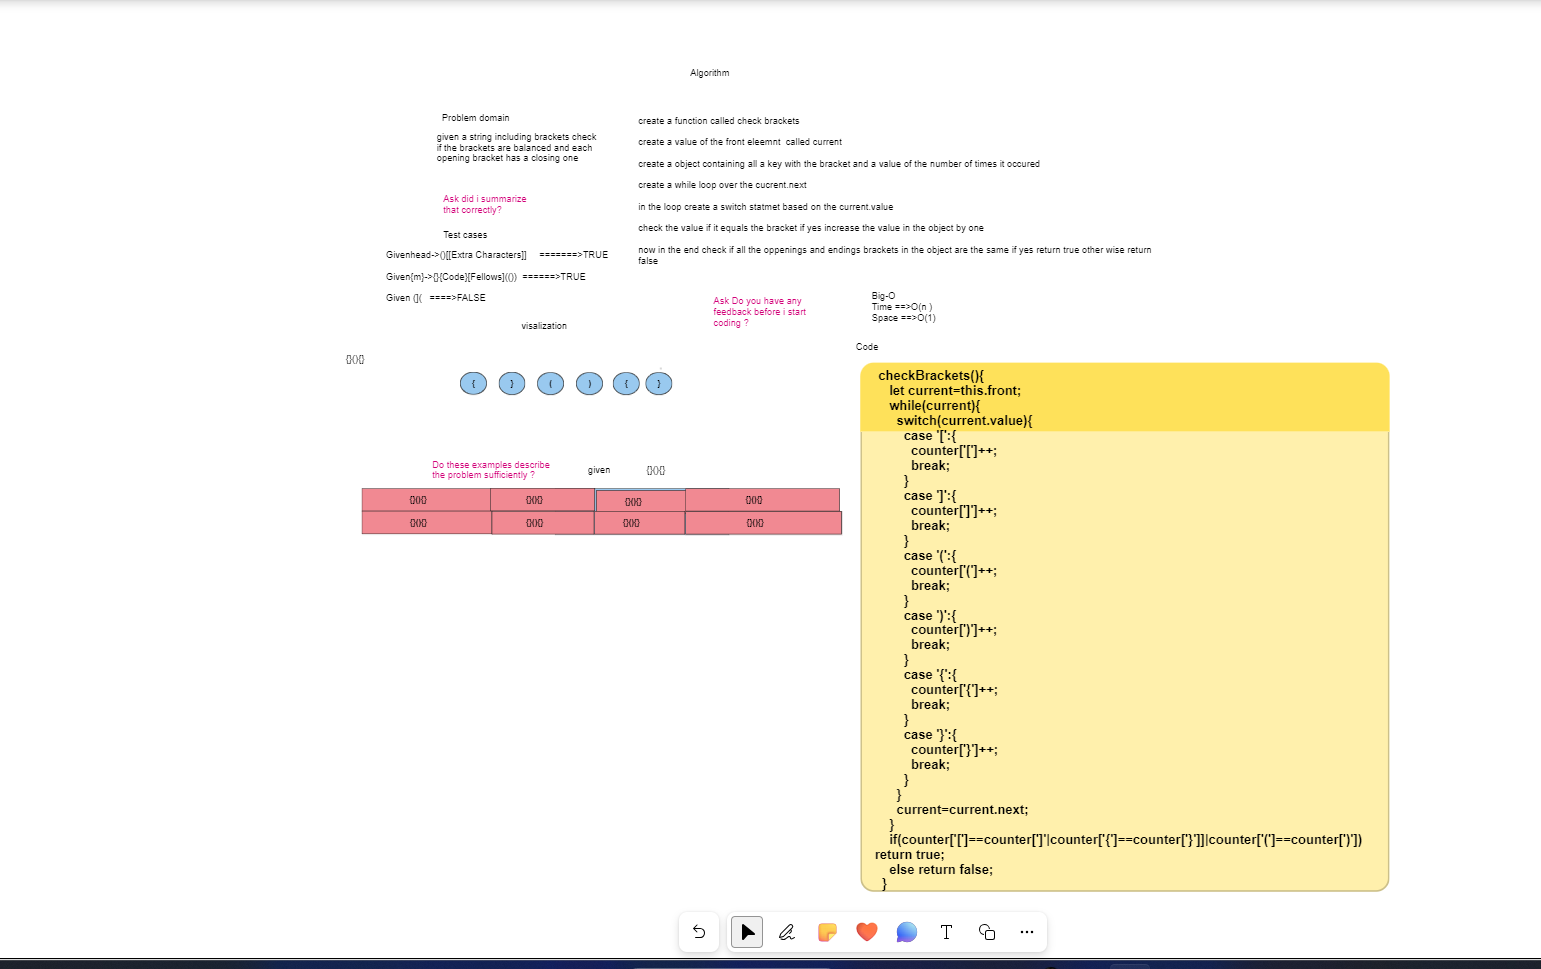 Algorithm
Problem domain
given a string including brackets check
if the brackets are balanced and each
opening bracket has a closing one
Ask did i summarize
that correctly?
Test cases
Givenhead->()[[Extra Characters]] =======>TRUE
Given{m}->{}{Code}[Fellows](()) ======>TRUE
Given (]( ====>FALSE
create a function called check brackets
create a value of the front eleemnt called current
create a object containing all a key with the bracket and a value of the number of times it occured
create a while loop over the cucrent.next
in the loop create a switch statmet based on the current.value
check the value if it equals the bracket if yes increase the value in the object by one
now in the end check if all the oppenings and endings brackets in the object are the same if yes return true other wise return
false
Ask Do you have any
feedback before i start
coding ?
Big-O
Time ==>O(n )
Space ==>O(1)
visalization
{}(){}
{ } ( ) { }
Do these examples describe
the problem sufficiently ?
given {}(){}
{}(){} {}(){} {}(){} {}(){}
{}(){} {}(){} {}(){} {}(){}
Code
checkBrackets(){
let current=this.front;
while(current){
switch(current.value){
case '[':{
counter['[']++;
break;
}
case ']':{
counter[']']++;
break;
}
case '(':{
counter['(']++;
break;
}
case ')':{
counter[')']++;
break;
}
case '{':{
counter['{']++;
break;
}
case '}':{
counter['}']++;
break;
}
}
current=current.next;
}
if(counter['[']==counter[']'|counter['{']==counter['}']]||counter['(']==counter[')'])
return true;
else return false;
}
T